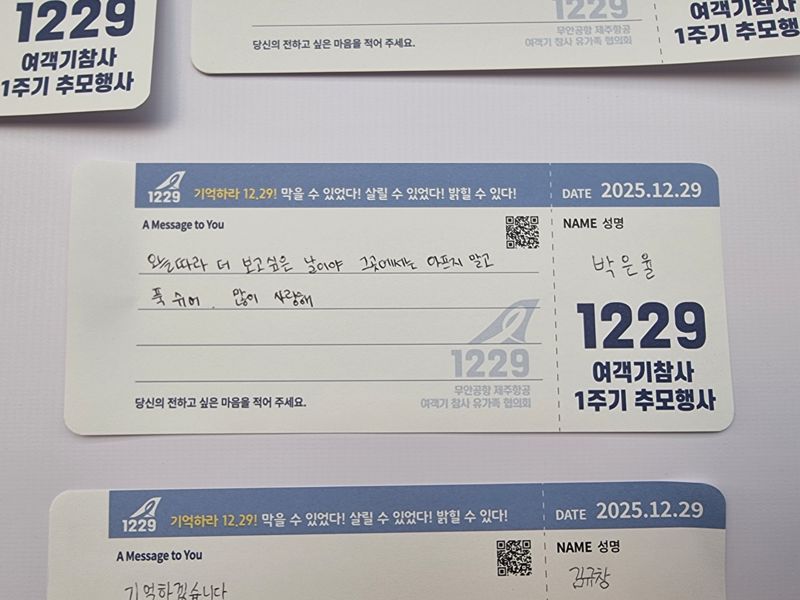 1229
여객기참사
1주기 추모행사
1229
당신의 전하고 싶은 마음을 적어 주세요.
무안공항 제주항공
여객기 참사 유가족 협의회
여객기참사
1주기 추모행사
1229
기억하라 12.29! 막을 수 있었다! 살릴 수 있었다! 밝힐 수 있다!
DATE 2025.12.29
A Message to You
NAME 성명
오늘따라 더 보고싶은 날이야 그곳에서는 아프지 말고
푹 쉬어. 많이 사랑해
박은율
1229
여객기참사
1주기 추모행사
1229
무안공항 제주항공
여객기 참사 유가족 협의회
당신의 전하고 싶은 마음을 적어 주세요.
1229
기억하라 12.29! 막을 수 있었다! 살릴 수 있었다! 밝힐 수 있다!
DATE 2025.12.29
A Message to You
NAME 성명
기억하겠습니다
김규창